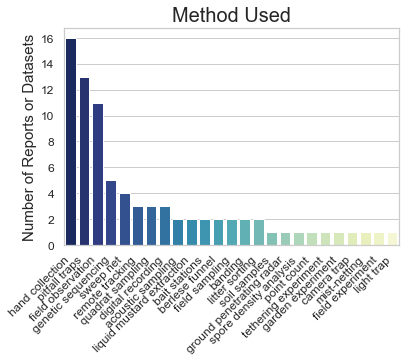 Method Used
Number of Reports or Datasets
16
14
12
10
8
6
4
2
0
hand collection
pitfall traps
field observation
genetic sequencing
sweep net
remote tracking
quadrat sampling
digital recording
acoustic sampling
liquid mustard extraction
bait stations
berlese funnel
field sampling
banding
litter sorting
soil samples
ground penetrating radar
point count
spore density analysis
tethering experiment
garden experiment
camera trap
mist-netting
field experiment
light trap